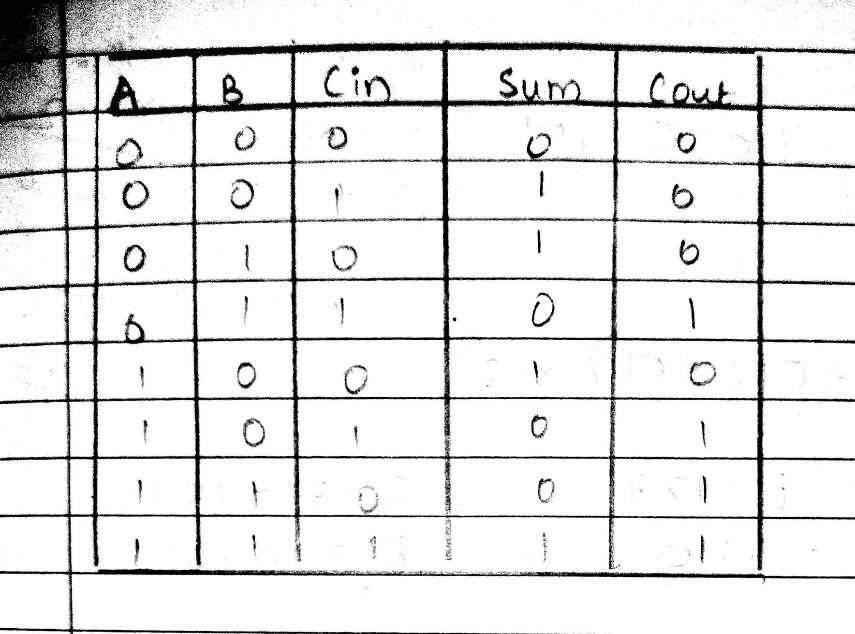 A B Cin Sum Cout
0 0 0 0 0
0 0 1 1 0
0 1 0 1 0
0 1 1 0 1
1 0 0 1 0
1 0 1 0 1
1 1 0 0 1
1 1 1 1 1